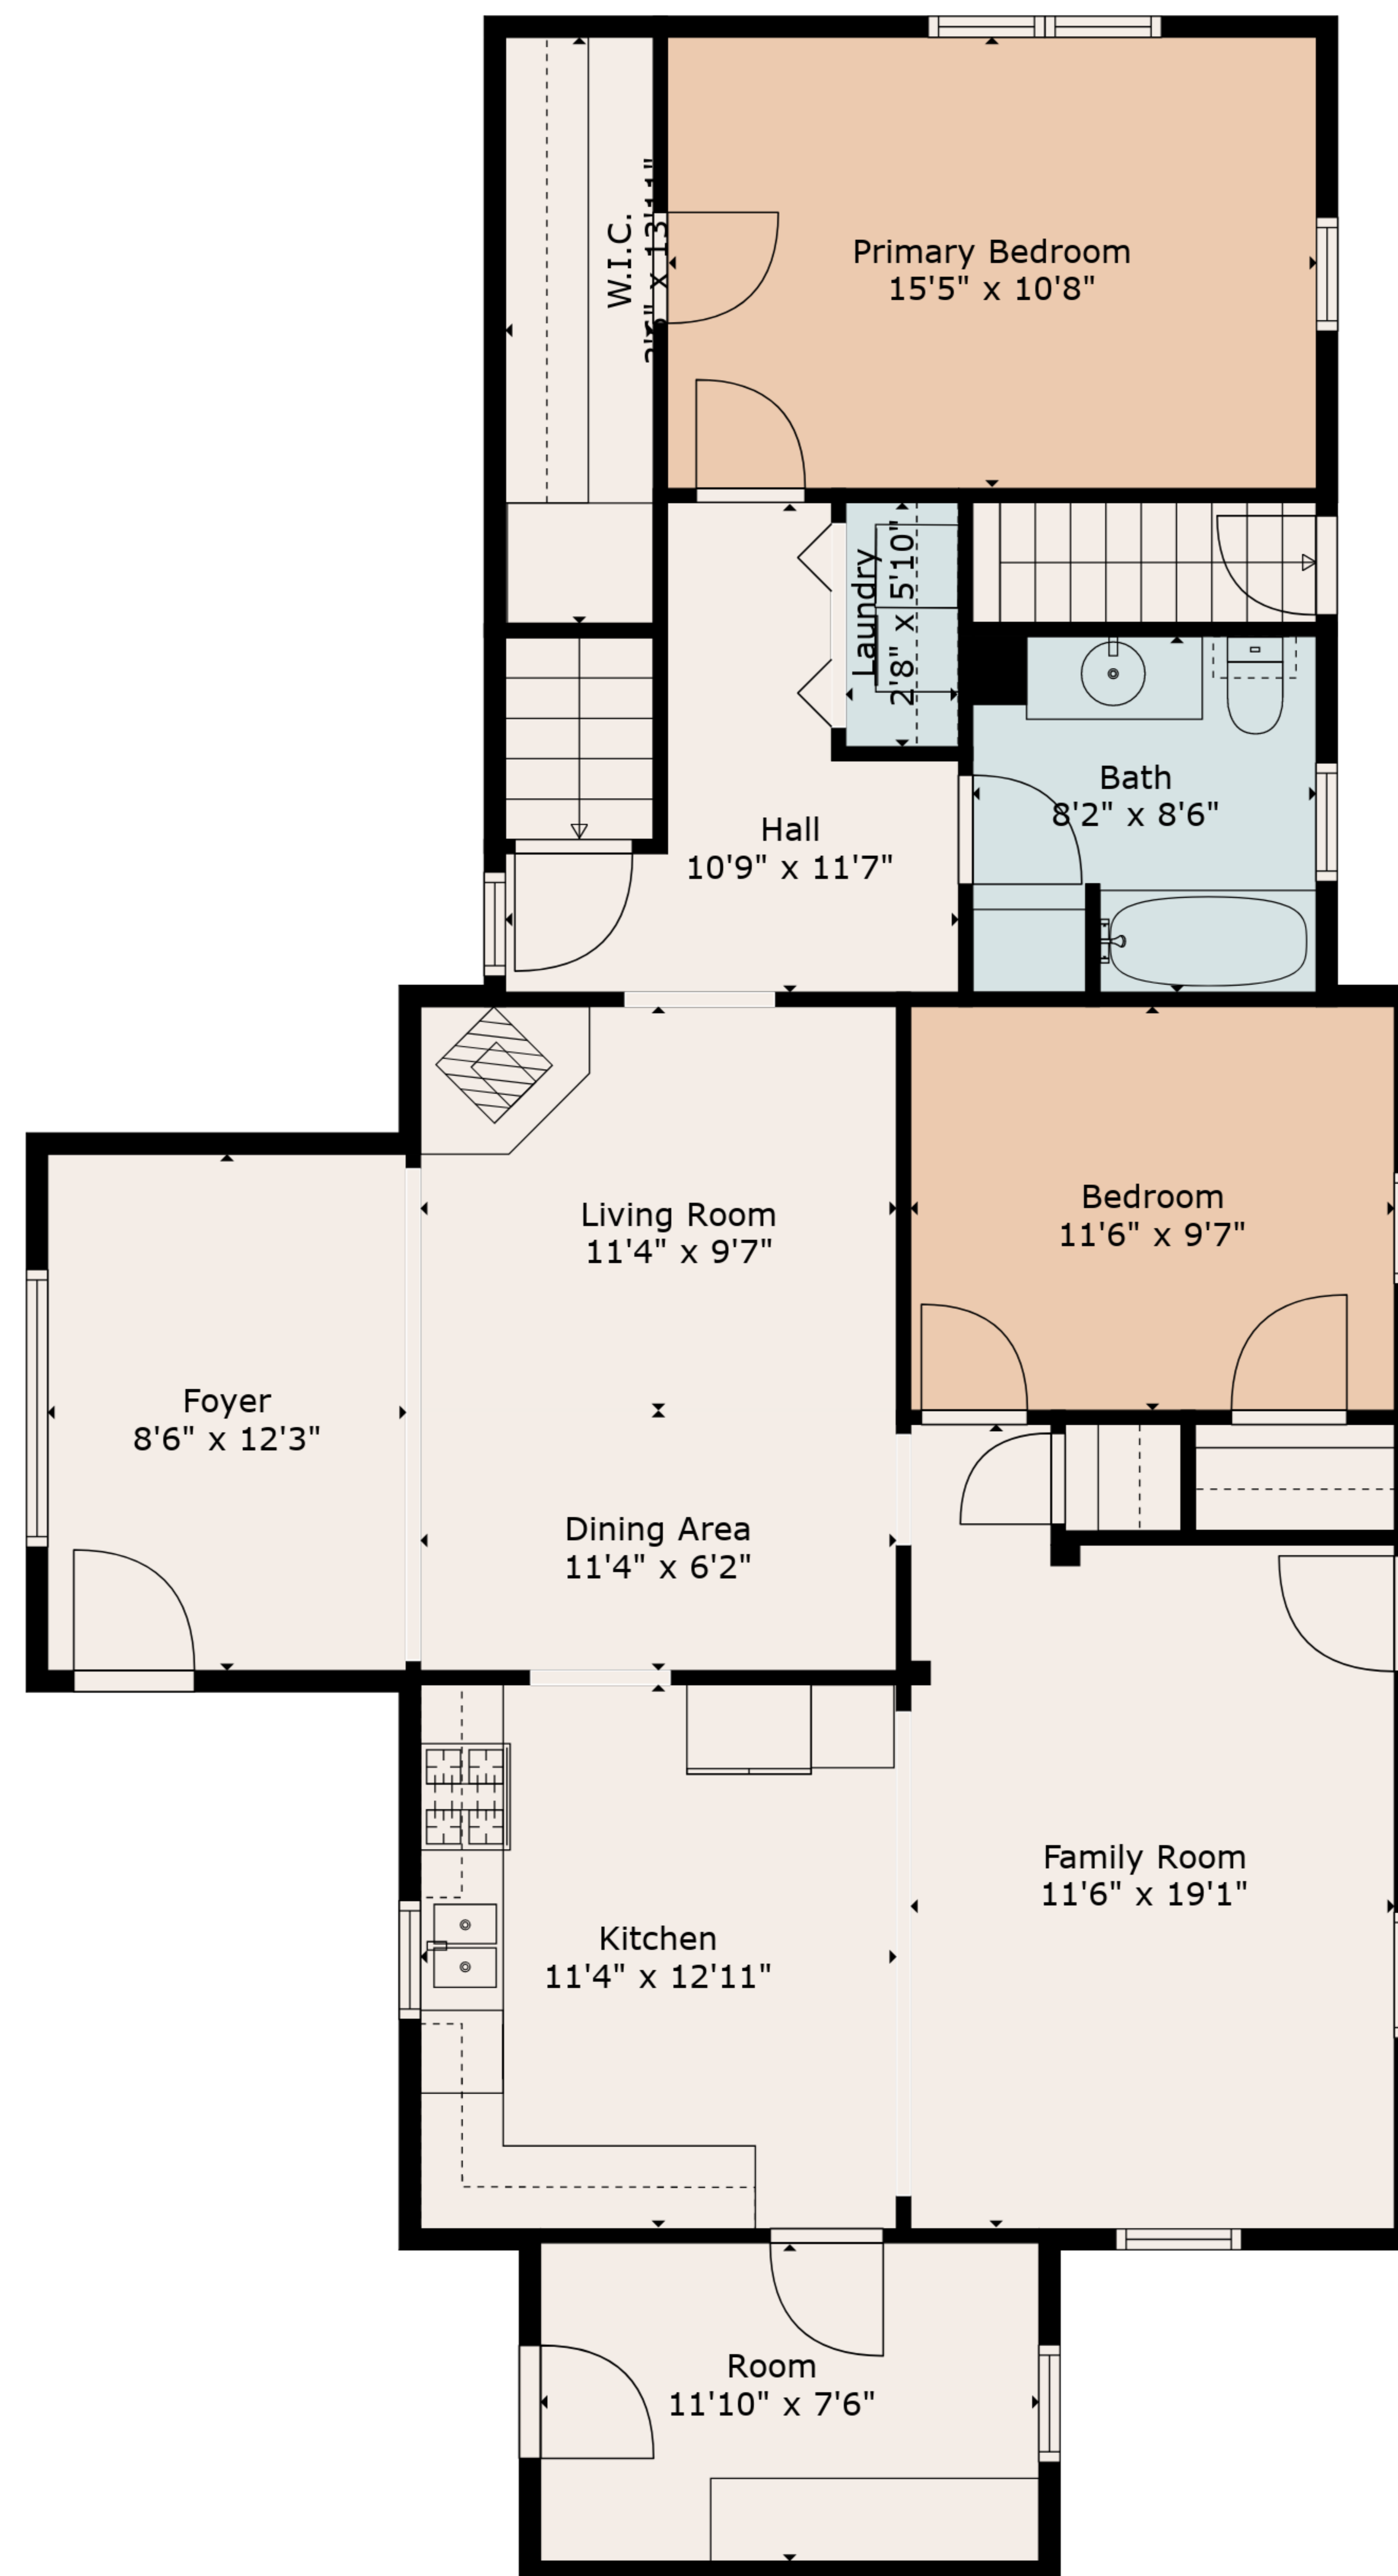 W.I.C.
Primary Bedroom
15'5" x 10'8"
Laundry
2'8" x 5'10"
Bath
8'2" x 8'6"
Hall
10'9" x 11'7"
Living Room
11'4" x 9'7"
Bedroom
11'6" x 9'7"
Foyer
8'6" x 12'3"
Dining Area
11'4" x 6'2"
Family Room
11'6" x 19'1"
Kitchen
11'4" x 12'11"
Room
11'10" x 7'6"